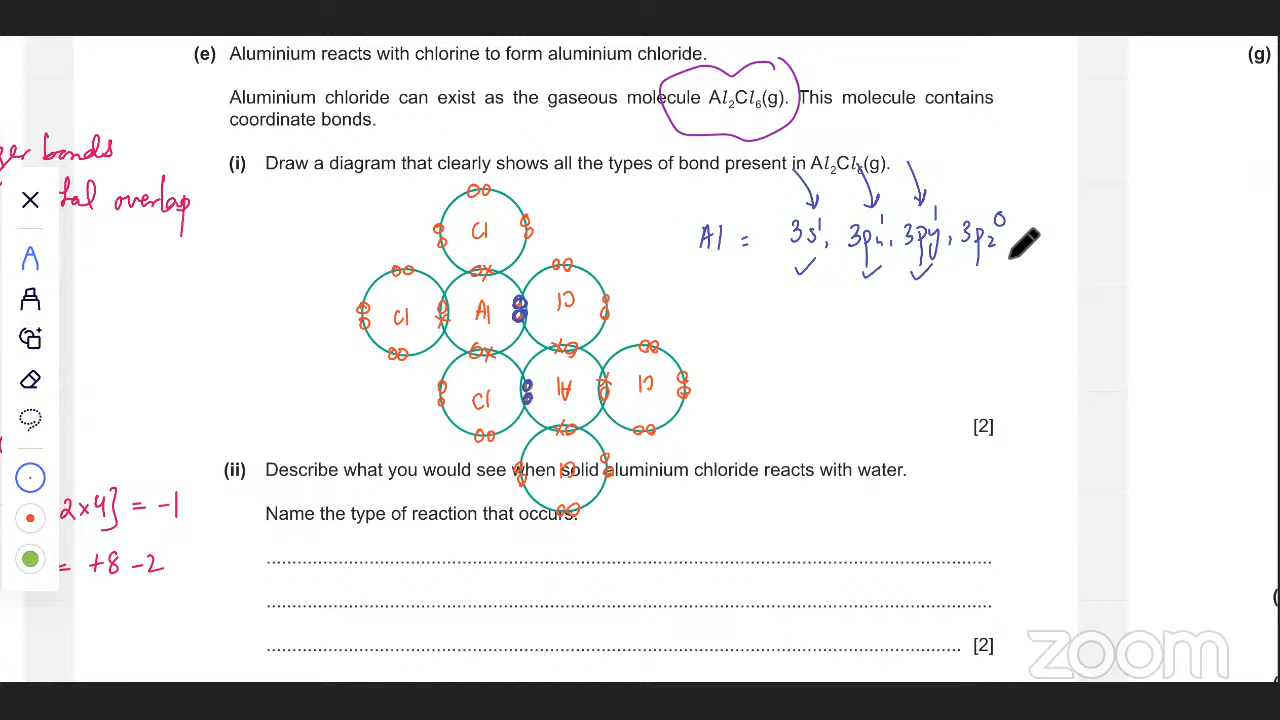 (e) Aluminium reacts with chlorine to form aluminium chloride.
(g)
Aluminium chloride can exist as the gaseous molecule Al₂Cl₆(g). This molecule contains
coordinate bonds.
bonds
(i) Draw a diagram that clearly shows all the types of bond present in Al₂Cl₆(g).
overlap
Al = 3s¹, 3px¹, 3py¹, 3pz⁰
Cl
Cl Al Cl
Cl Al Cl
Cl
[2]
(ii) Describe what you would see when solid aluminium chloride reacts with water.
2x4} = -1
Name the type of reaction that occurs.
= +8 -2
[2]
zoom